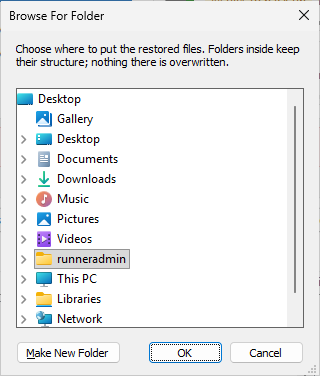 Browse For Folder
Choose where to put the restored files. Folders inside keep
their structure; nothing there is overwritten.
Desktop
Gallery
Desktop
Documents
Downloads
Music
Pictures
Videos
runneradmin
This PC
Libraries
Network
Make New Folder
OK
Cancel